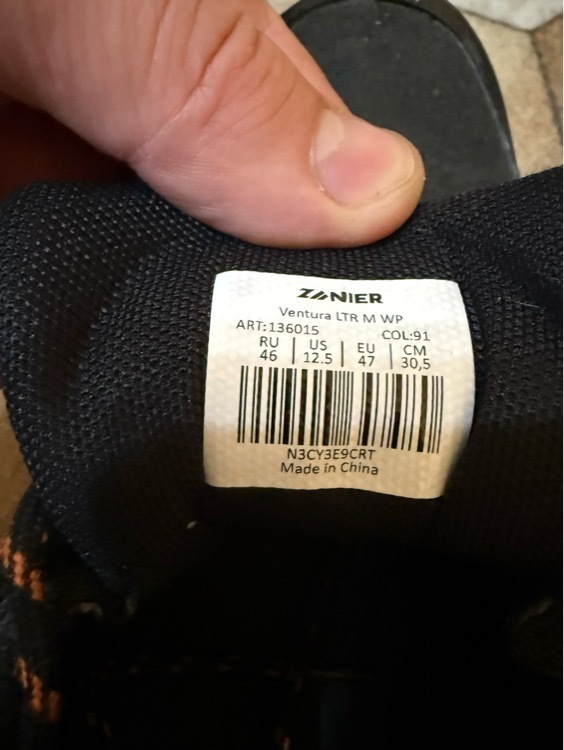 ZANIER
Ventura LTR M WP
ART:136015 COL:91
RU | US | EU | CM
46 | 12.5 | 47 | 30,5
N3CY3E9CRT
Made in China